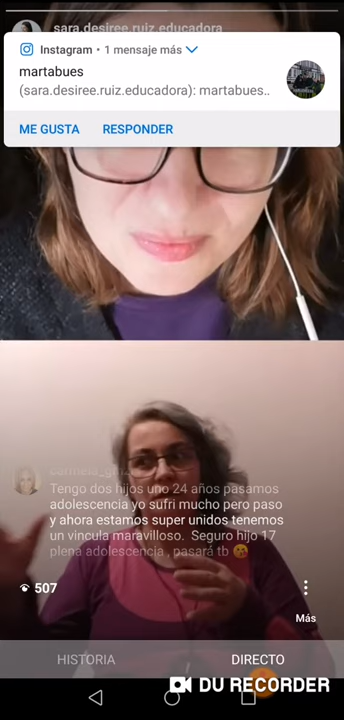 sara.desiree.ruiz.educadora
Instagram • 1 mensaje más
martabues
(sara.desiree.ruiz.educadora): martabues..
ME GUSTA RESPONDER
Tengo dos hijos uno 24 años pasamos
adolescencia yo sufri mucho pero paso
y ahora estamos super unidos tenemos
un vincula maravilloso. Seguro hijo 17
plena adolescencia , pasará tb
507
Más
HISTORIA DIRECTO
DU RECORDER